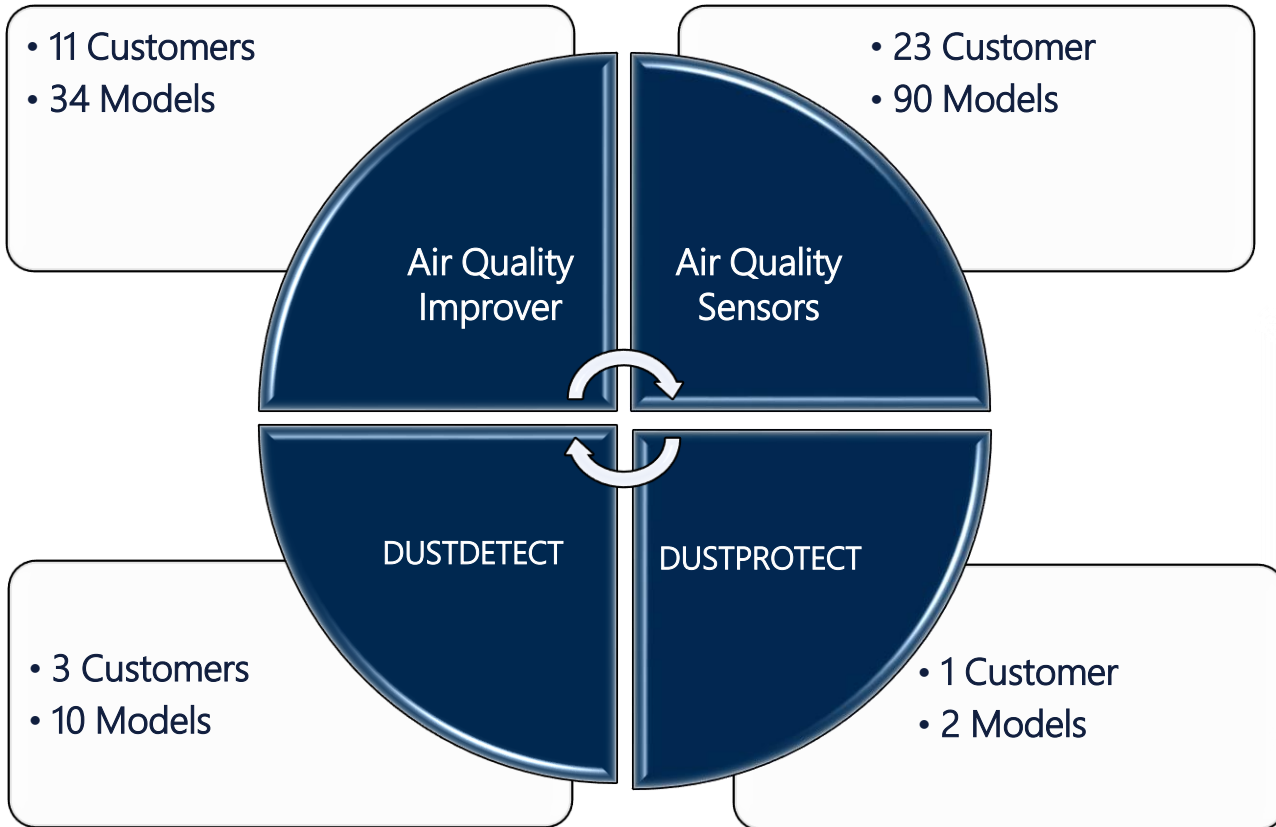 • 11 Customers
• 34 Models
• 23 Customer
• 90 Models
Air Quality
Improver
Air Quality
Sensors
DUSTDETECT
DUSTPROTECT
• 3 Customers
• 10 Models
• 1 Customer
• 2 Models